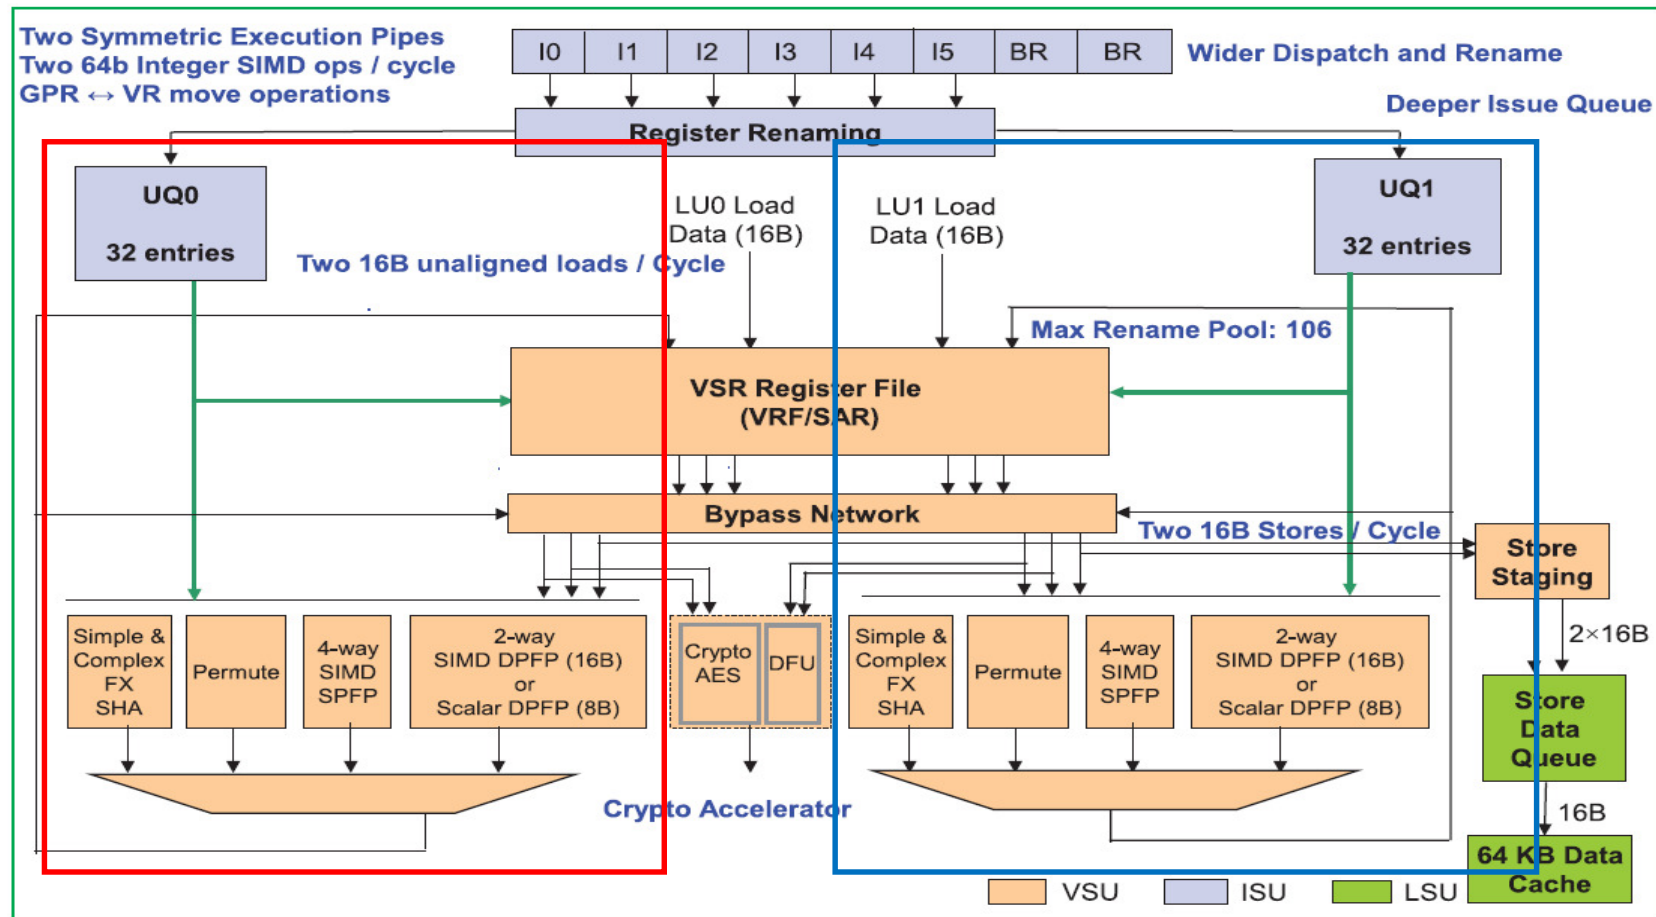 Two Symmetric Execution Pipes
Two 64b Integer SIMD ops / cycle
GPR ↔ VR move operations
I0 I1 I2 I3 I4 I5 BR BR
Wider Dispatch and Rename
Deeper Issue Queue
Register Renaming
UQ0
32 entries
LU0 Load
Data (16B)
LU1 Load
Data (16B)
UQ1
32 entries
Two 16B unaligned loads / Cycle
Max Rename Pool: 106
VSR Register File
(VRF/SAR)
Bypass Network
Two 16B Stores / Cycle
Store
Staging
2×16B
Simple &
Complex
FX
SHA
Permute
4-way
SIMD
SPFP
2-way
SIMD DPFP (16B)
or
Scalar DPFP (8B)
Crypto
AES
DFU
Simple &
Complex
FX
SHA
Permute
4-way
SIMD
SPFP
2-way
SIMD DPFP (16B)
or
Scalar DPFP (8B)
Store
Data
Queue
Crypto Accelerator
16B
64 KB Data
Cache
VSU ISU LSU